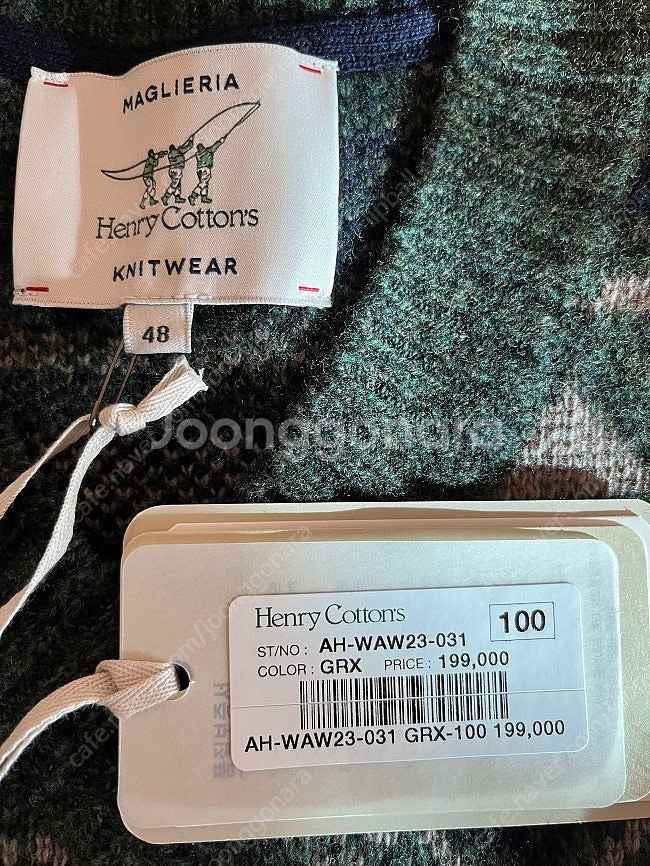 MAGLIERIA
Henry Cotton's
KNITWEAR
48
Joonggonara
Henry Cotton's
100
ST/NO : AH-WAW23-031
COLOR : GRX PRICE : 199,000
AH-WAW23-031 GRX-100 199,000